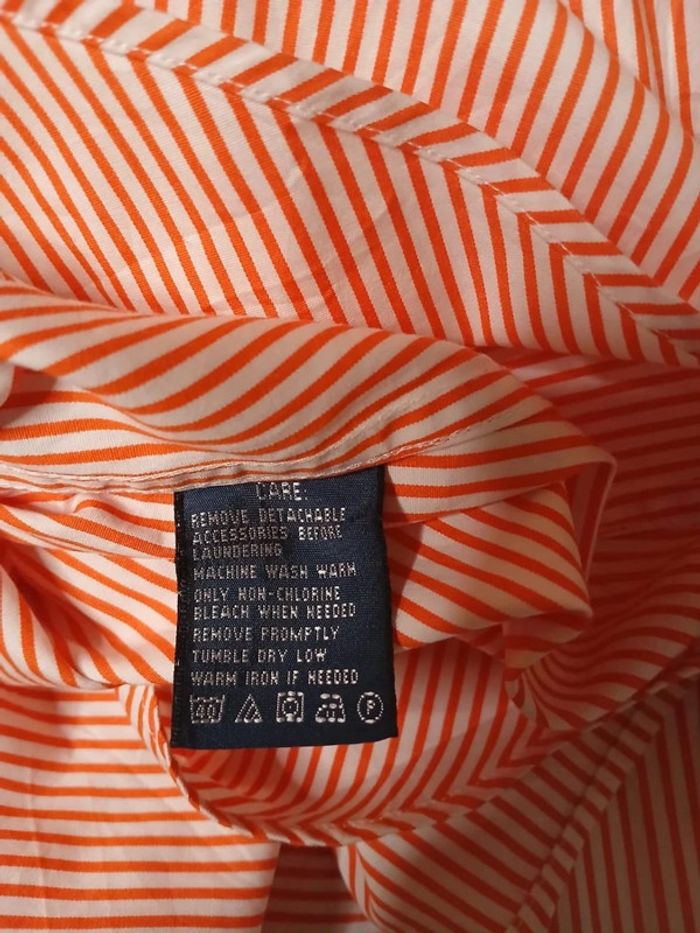 CARE:
REMOVE DETACHABLE
ACCESSORIES BEFORE
LAUNDERING
MACHINE WASH WARM
ONLY NON-CHLORINE
BLEACH WHEN NEEDED
REMOVE PROMPTLY
TUMBLE DRY LOW
WARM IRON IF NEEDED
40 P